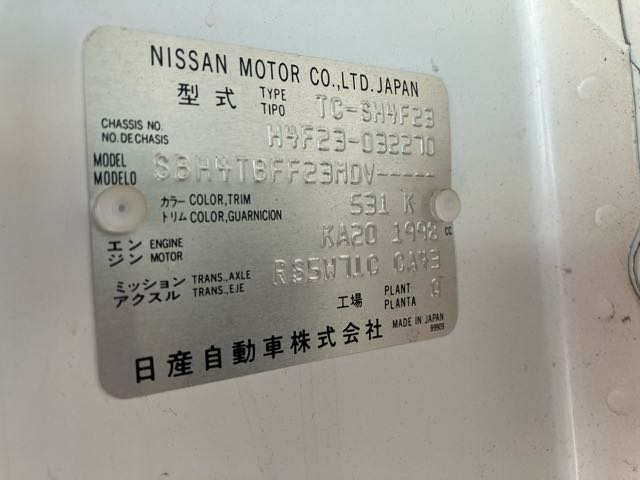 NISSAN MOTOR CO.,LTD.JAPAN
型式 TYPE TIPO TC-SH4F23
CHASSIS NO. NO. DE CHASIS H4F23-032270
MODEL MODELO SBH4TBFF23MDV-----
カラー COLOR,TRIM トリム COLOR,GUARNICION 531 K
エンジン ENGINE MOTOR KA20 1998 cc
ミッション TRANS.,AXLE アクスル TRANS.,EJE RS5W71C CA43
工場 PLANT PLANTA
日産自動車株式会社 MADE IN JAPAN 89909